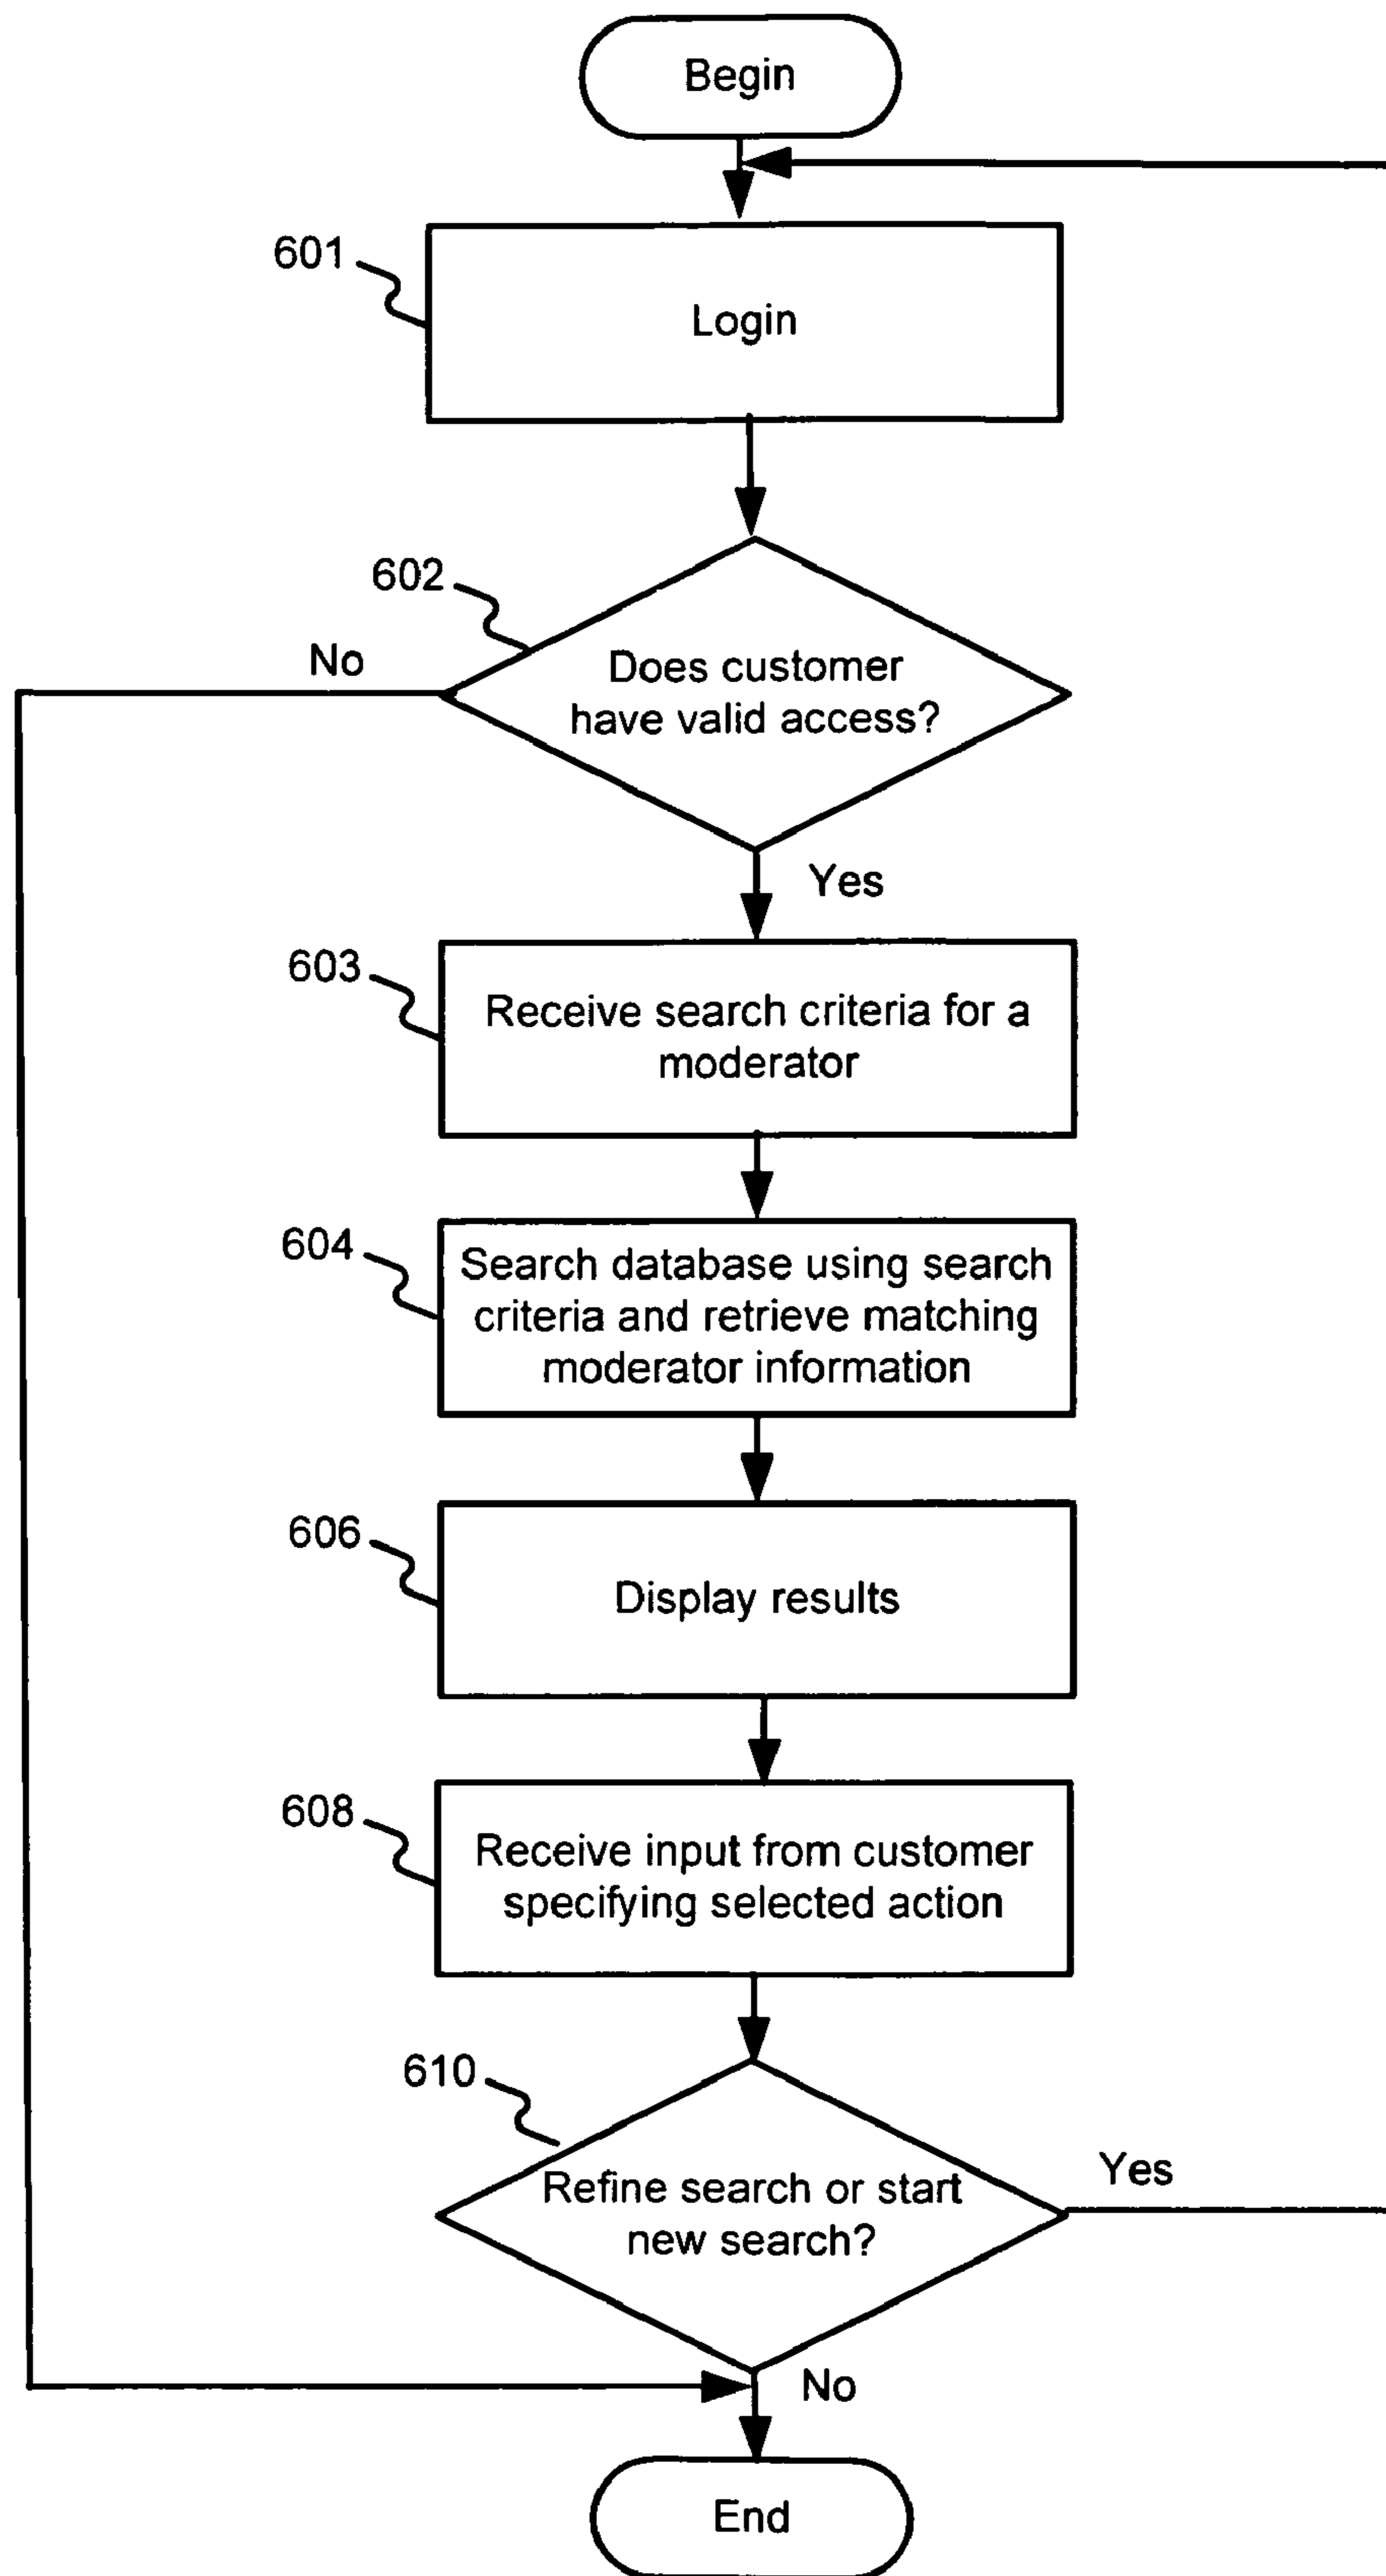 Begin
601
Login
602
No
Does customer
have valid access?
Yes
603
Receive search criteria for a
moderator
604
Search database using search
criteria and retrieve matching
moderator information
606
Display results
608
Receive input from customer
specifying selected action
610
Refine search or start
new search?
Yes
No
End